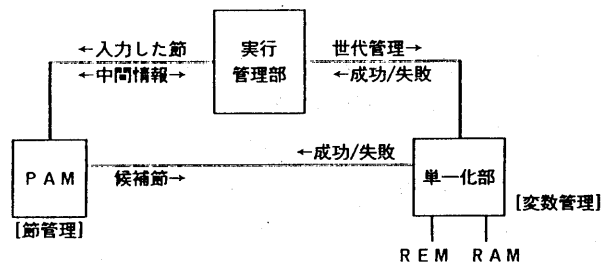 ←入力した節
←中間情報→
実行
管理部
世代管理→
←成功/失敗
PAM
[節管理]
←成功/失敗
候補節→
単一化部
[変数管理]
REM RAM